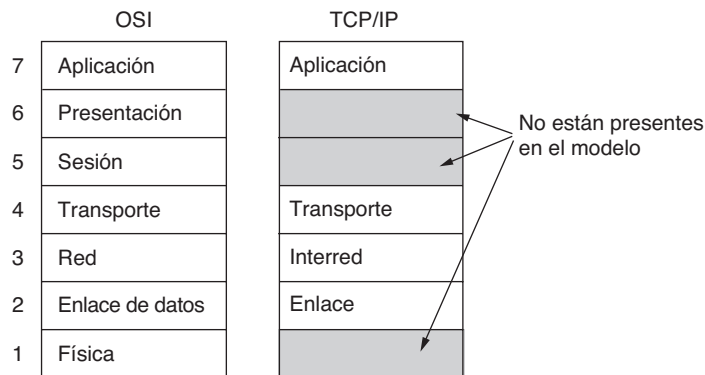 OSI TCP/IP
7 Aplicación Aplicación
6 Presentación
5 Sesión
No están presentes
en el modelo
4 Transporte Transporte
3 Red Interred
2 Enlace de datos Enlace
1 Física